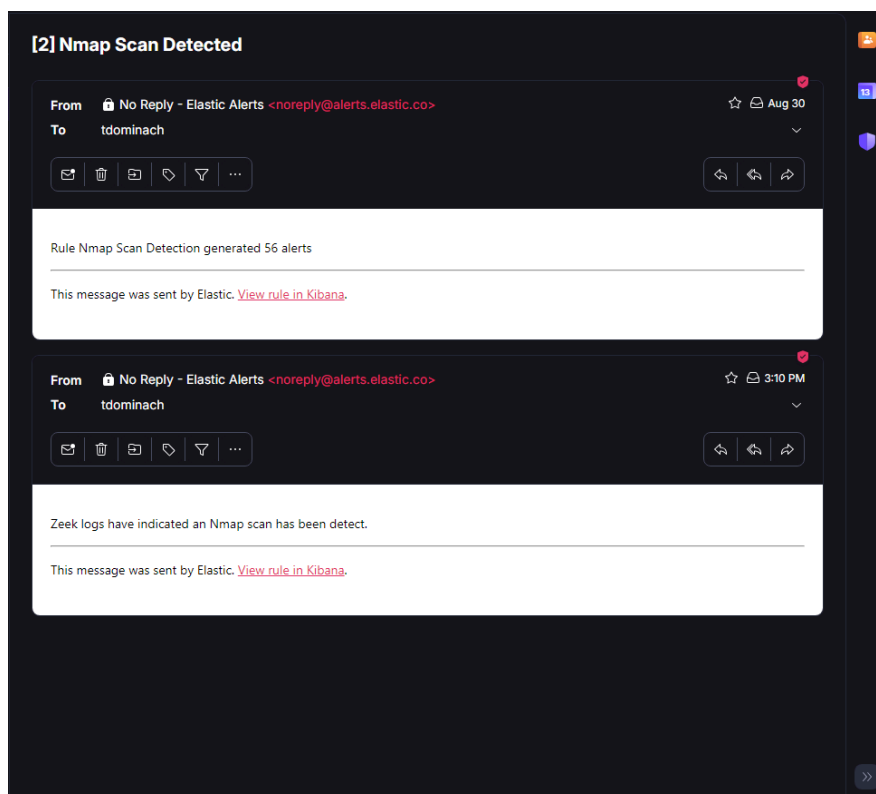 [2] Nmap Scan Detected
From No Reply - Elastic Alerts <noreply@alerts.elastic.co> Aug 30
To tdominach
Rule Nmap Scan Detection generated 56 alerts
This message was sent by Elastic. View rule in Kibana.
From No Reply - Elastic Alerts <noreply@alerts.elastic.co> 3:10 PM
To tdominach
Zeek logs have indicated an Nmap scan has been detect.
This message was sent by Elastic. View rule in Kibana.
13